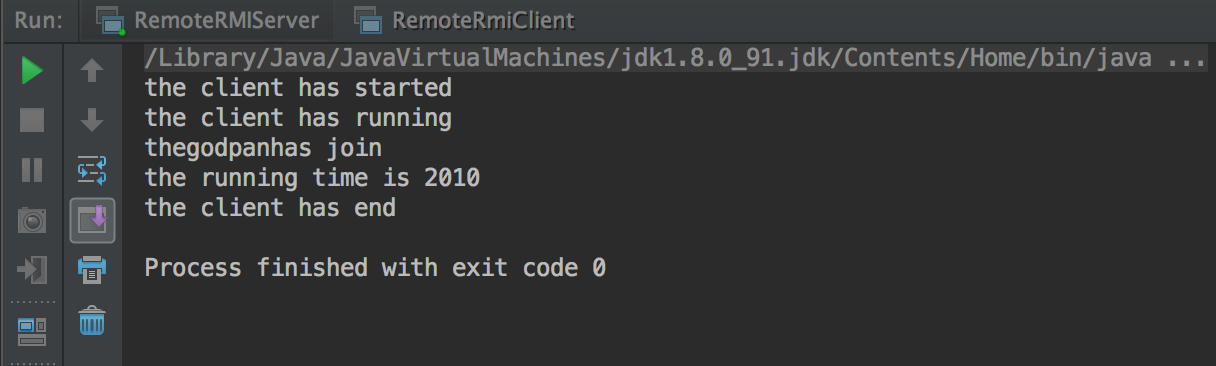 Run: RemoteRMIServer RemoteRmiClient
/Library/Java/JavaVirtualMachines/jdk1.8.0_91.jdk/Contents/Home/bin/java ...
the client has started
the client has running
thegodpanhas join
the running time is 2010
the client has end
Process finished with exit code 0